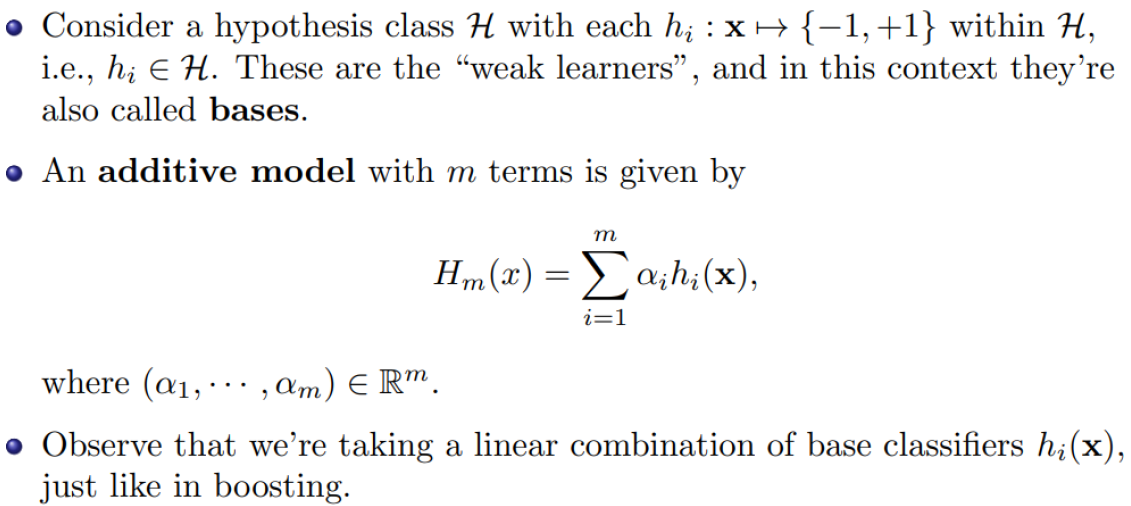 • Consider a hypothesis class $\mathcal{H}$ with each $h_i : \mathbf{x} \mapsto \{-1, +1\}$ within $\mathcal{H}$,
i.e., $h_i \in \mathcal{H}$. These are the “weak learners”, and in this context they’re
also called **bases**.
• An **additive model** with $m$ terms is given by
$$H_m(x) = \sum_{i=1}^{m} \alpha_i h_i(\mathbf{x}),$$
where $(\alpha_1, \cdots, \alpha_m) \in \mathbb{R}^m$.
• Observe that we’re taking a linear combination of base classifiers $h_i(\mathbf{x})$,
just like in boosting.